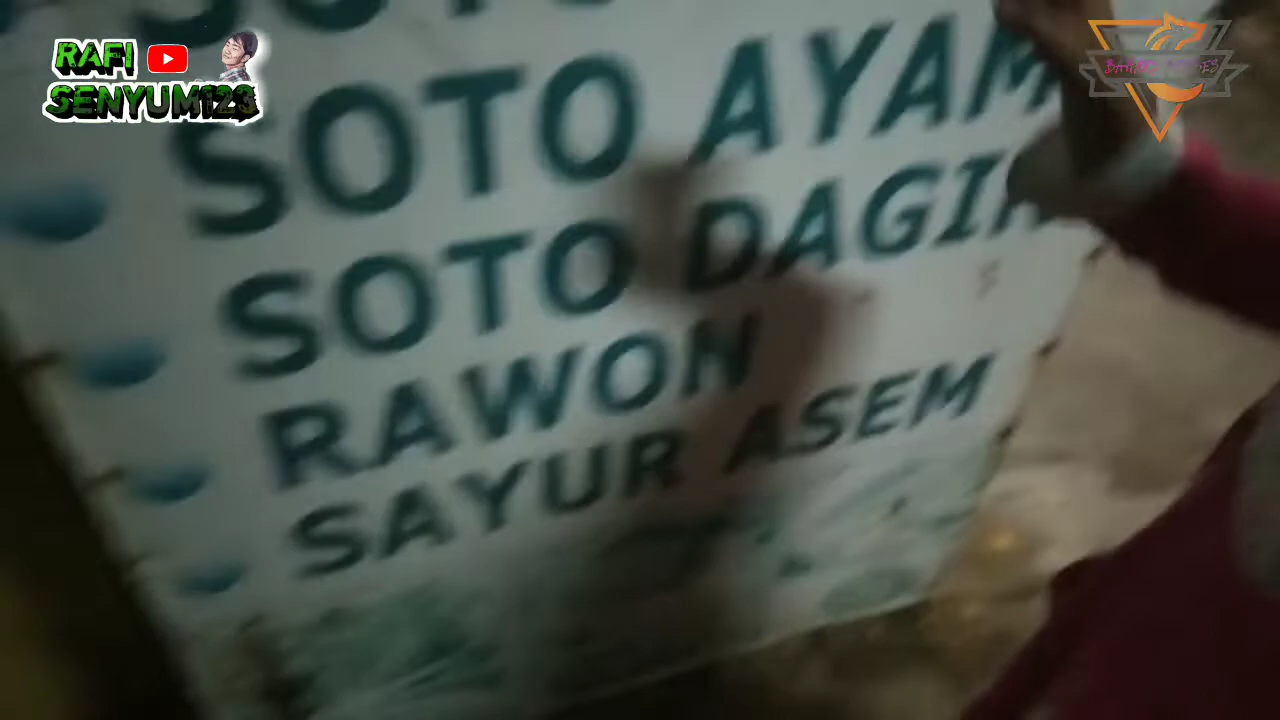 RAFI
SENYUM123
SOTO AYAM
SOTO DAGIN
RAWON
SAYUR ASEM